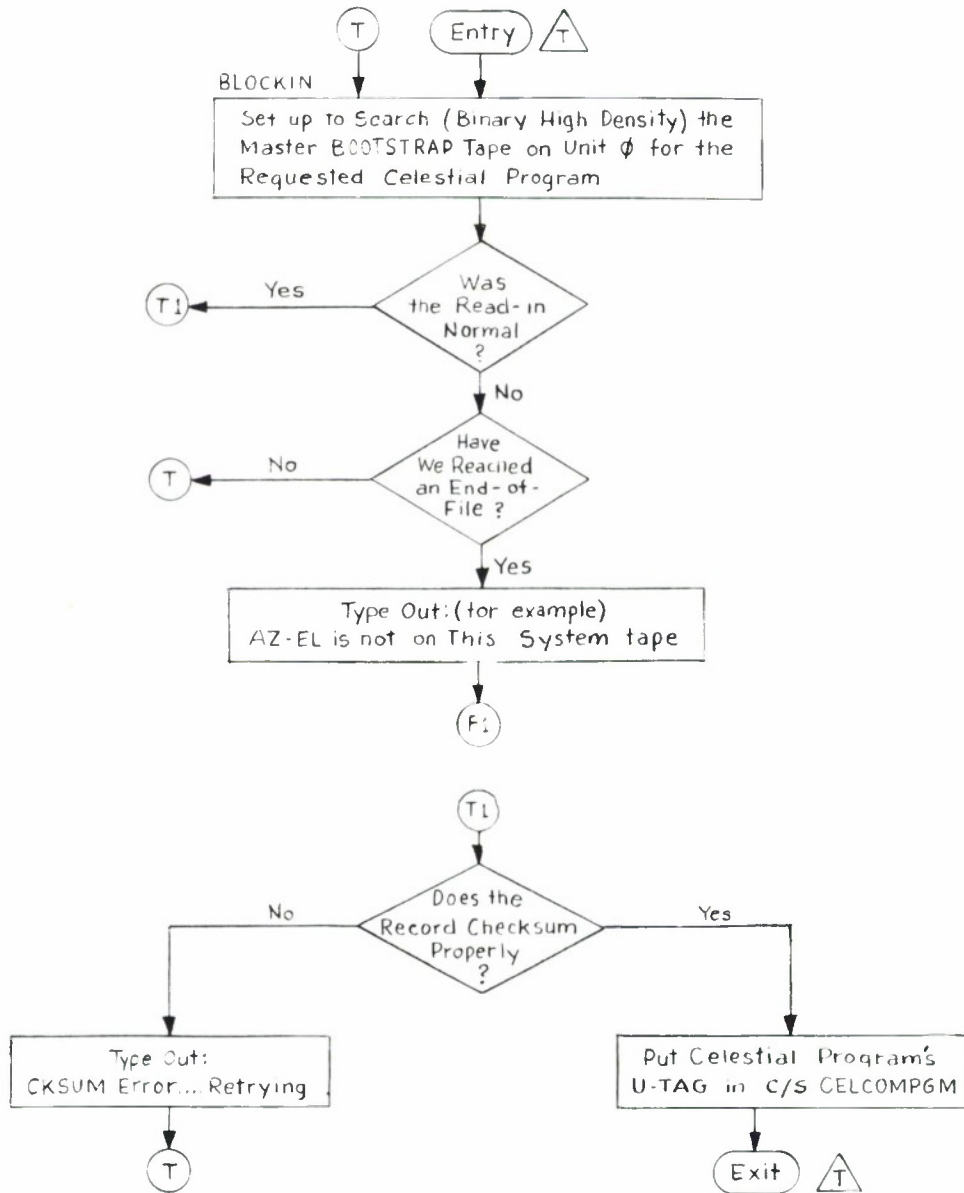 T
Entry
T
BLOCKIN
Set up to Search (Binary High Density) the
Master BOOTSTRAP Tape on Unit ϕ for the
Requested Celestial Program
Was
the Read-in
Normal
?
Yes
T1
No
Have
We Reached
an End-of-
File ?
No
T
Yes
Type Out: (for example)
AZ-EL is not on This System tape
F1
T1
Does the
Record Checksum
Properly
?
No
Yes
Type Out:
CKSUM Error....Retrying
Put Celestial Program's
U-TAG in C/S CELCOMPGM
T
Exit
T